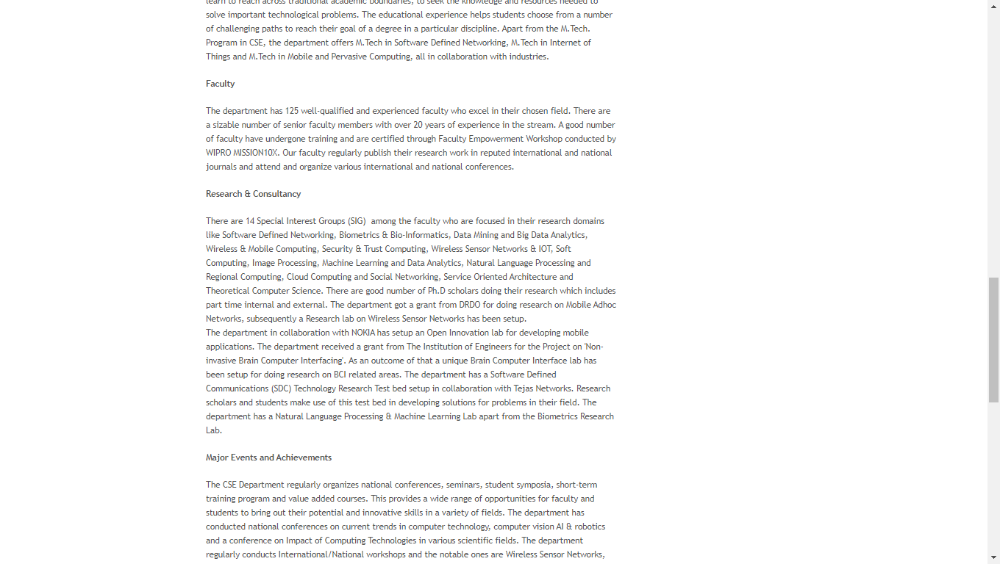 learn to reach across traditional academic boundaries, to seek the knowledge and resources needed to
solve important technological problems. The educational experience helps students choose from a number
of challenging paths to reach their goal of a degree in a particular discipline. Apart from the M.Tech.
Program in CSE, the department offers M.Tech in Software Defined Networking, M.Tech in Internet of
Things and M.Tech in Mobile and Pervasive Computing, all in collaboration with industries.
Faculty
The department has 125 well-qualified and experienced faculty who excel in their chosen field. There are
a sizable number of senior faculty members with over 20 years of experience in the stream. A good number
of faculty have undergone training and are certified through Faculty Empowerment Workshop conducted by
WIPRO MISSION10X. Our faculty regularly publish their research work in reputed international and national
journals and attend and organize various international and national conferences.
Research & Consultancy
There are 14 Special Interest Groups (SIG)  among the faculty who are focused in their research domains
like Software Defined Networking, Biometrics & Bio-Informatics, Data Mining and Big Data Analytics,
Wireless & Mobile Computing, Security & Trust Computing, Wireless Sensor Networks & IOT, Soft
Computing, Image Processing, Machine Learning and Data Analytics, Natural Language Processing and
Regional Computing, Cloud Computing and Social Networking, Service Oriented Architecture and
Theoretical Computer Science. There are good number of Ph.D scholars doing their research which includes
part time internal and external. The department got a grant from DRDO for doing research on Mobile Adhoc
Networks, subsequently a Research lab on Wireless Sensor Networks has been setup.
The department in collaboration with NOKIA has setup an Open Innovation lab for developing mobile
applications. The department received a grant from The Institution of Engineers for the Project on 'Non-
invasive Brain Computer Interfacing'. As an outcome of that a unique Brain Computer Interface lab has
been setup for doing research on BCI related areas. The department has a Software Defined
Communications (SDC) Technology Research Test bed setup in collaboration with Tejas Networks. Research
scholars and students make use of this test bed in developing solutions for problems in their field. The
department has a Natural Language Processing & Machine Learning Lab apart from the Biometrics Research
Lab.
Major Events and Achievements
The CSE Department regularly organizes national conferences, seminars, student symposia, short-term
training program and value added courses. This provides a wide range of opportunities for faculty and
students to bring out their potential and innovative skills in a variety of fields. The department has
conducted national conferences on current trends in computer technology, computer vision AI & robotics
and a conference on Impact of Computing Technologies in various scientific fields. The department
regularly conducts International/National workshops and the notable ones are Wireless Sensor Networks,